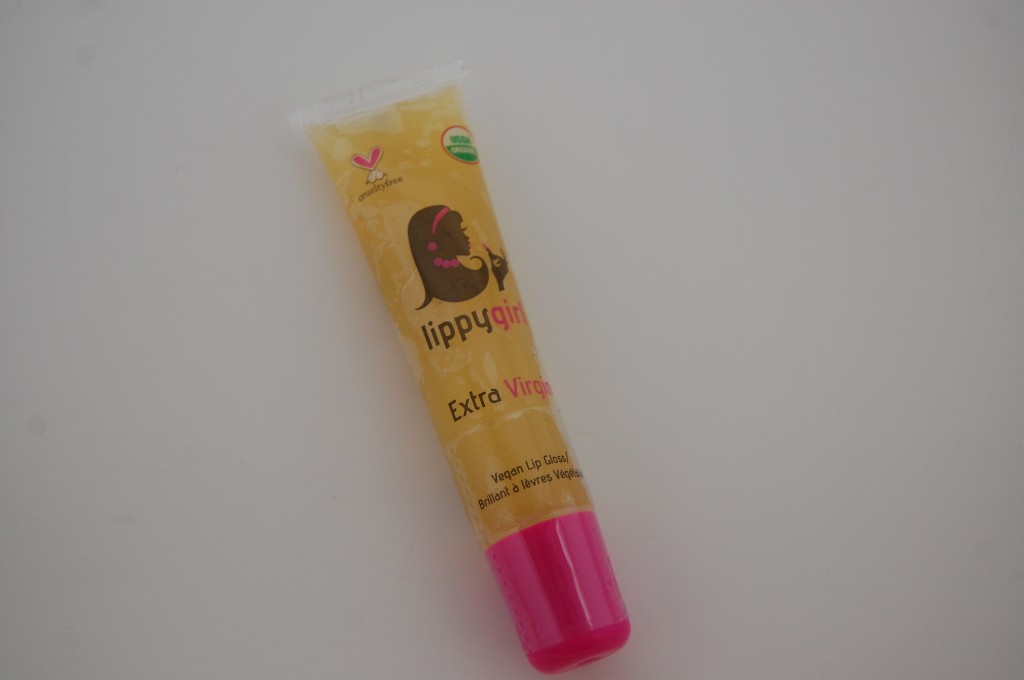 USDA
ORGANIC
crueltyfree
lippygirl
Extra Virgin
Vegan Lip Gloss/
Brillant à lèvres